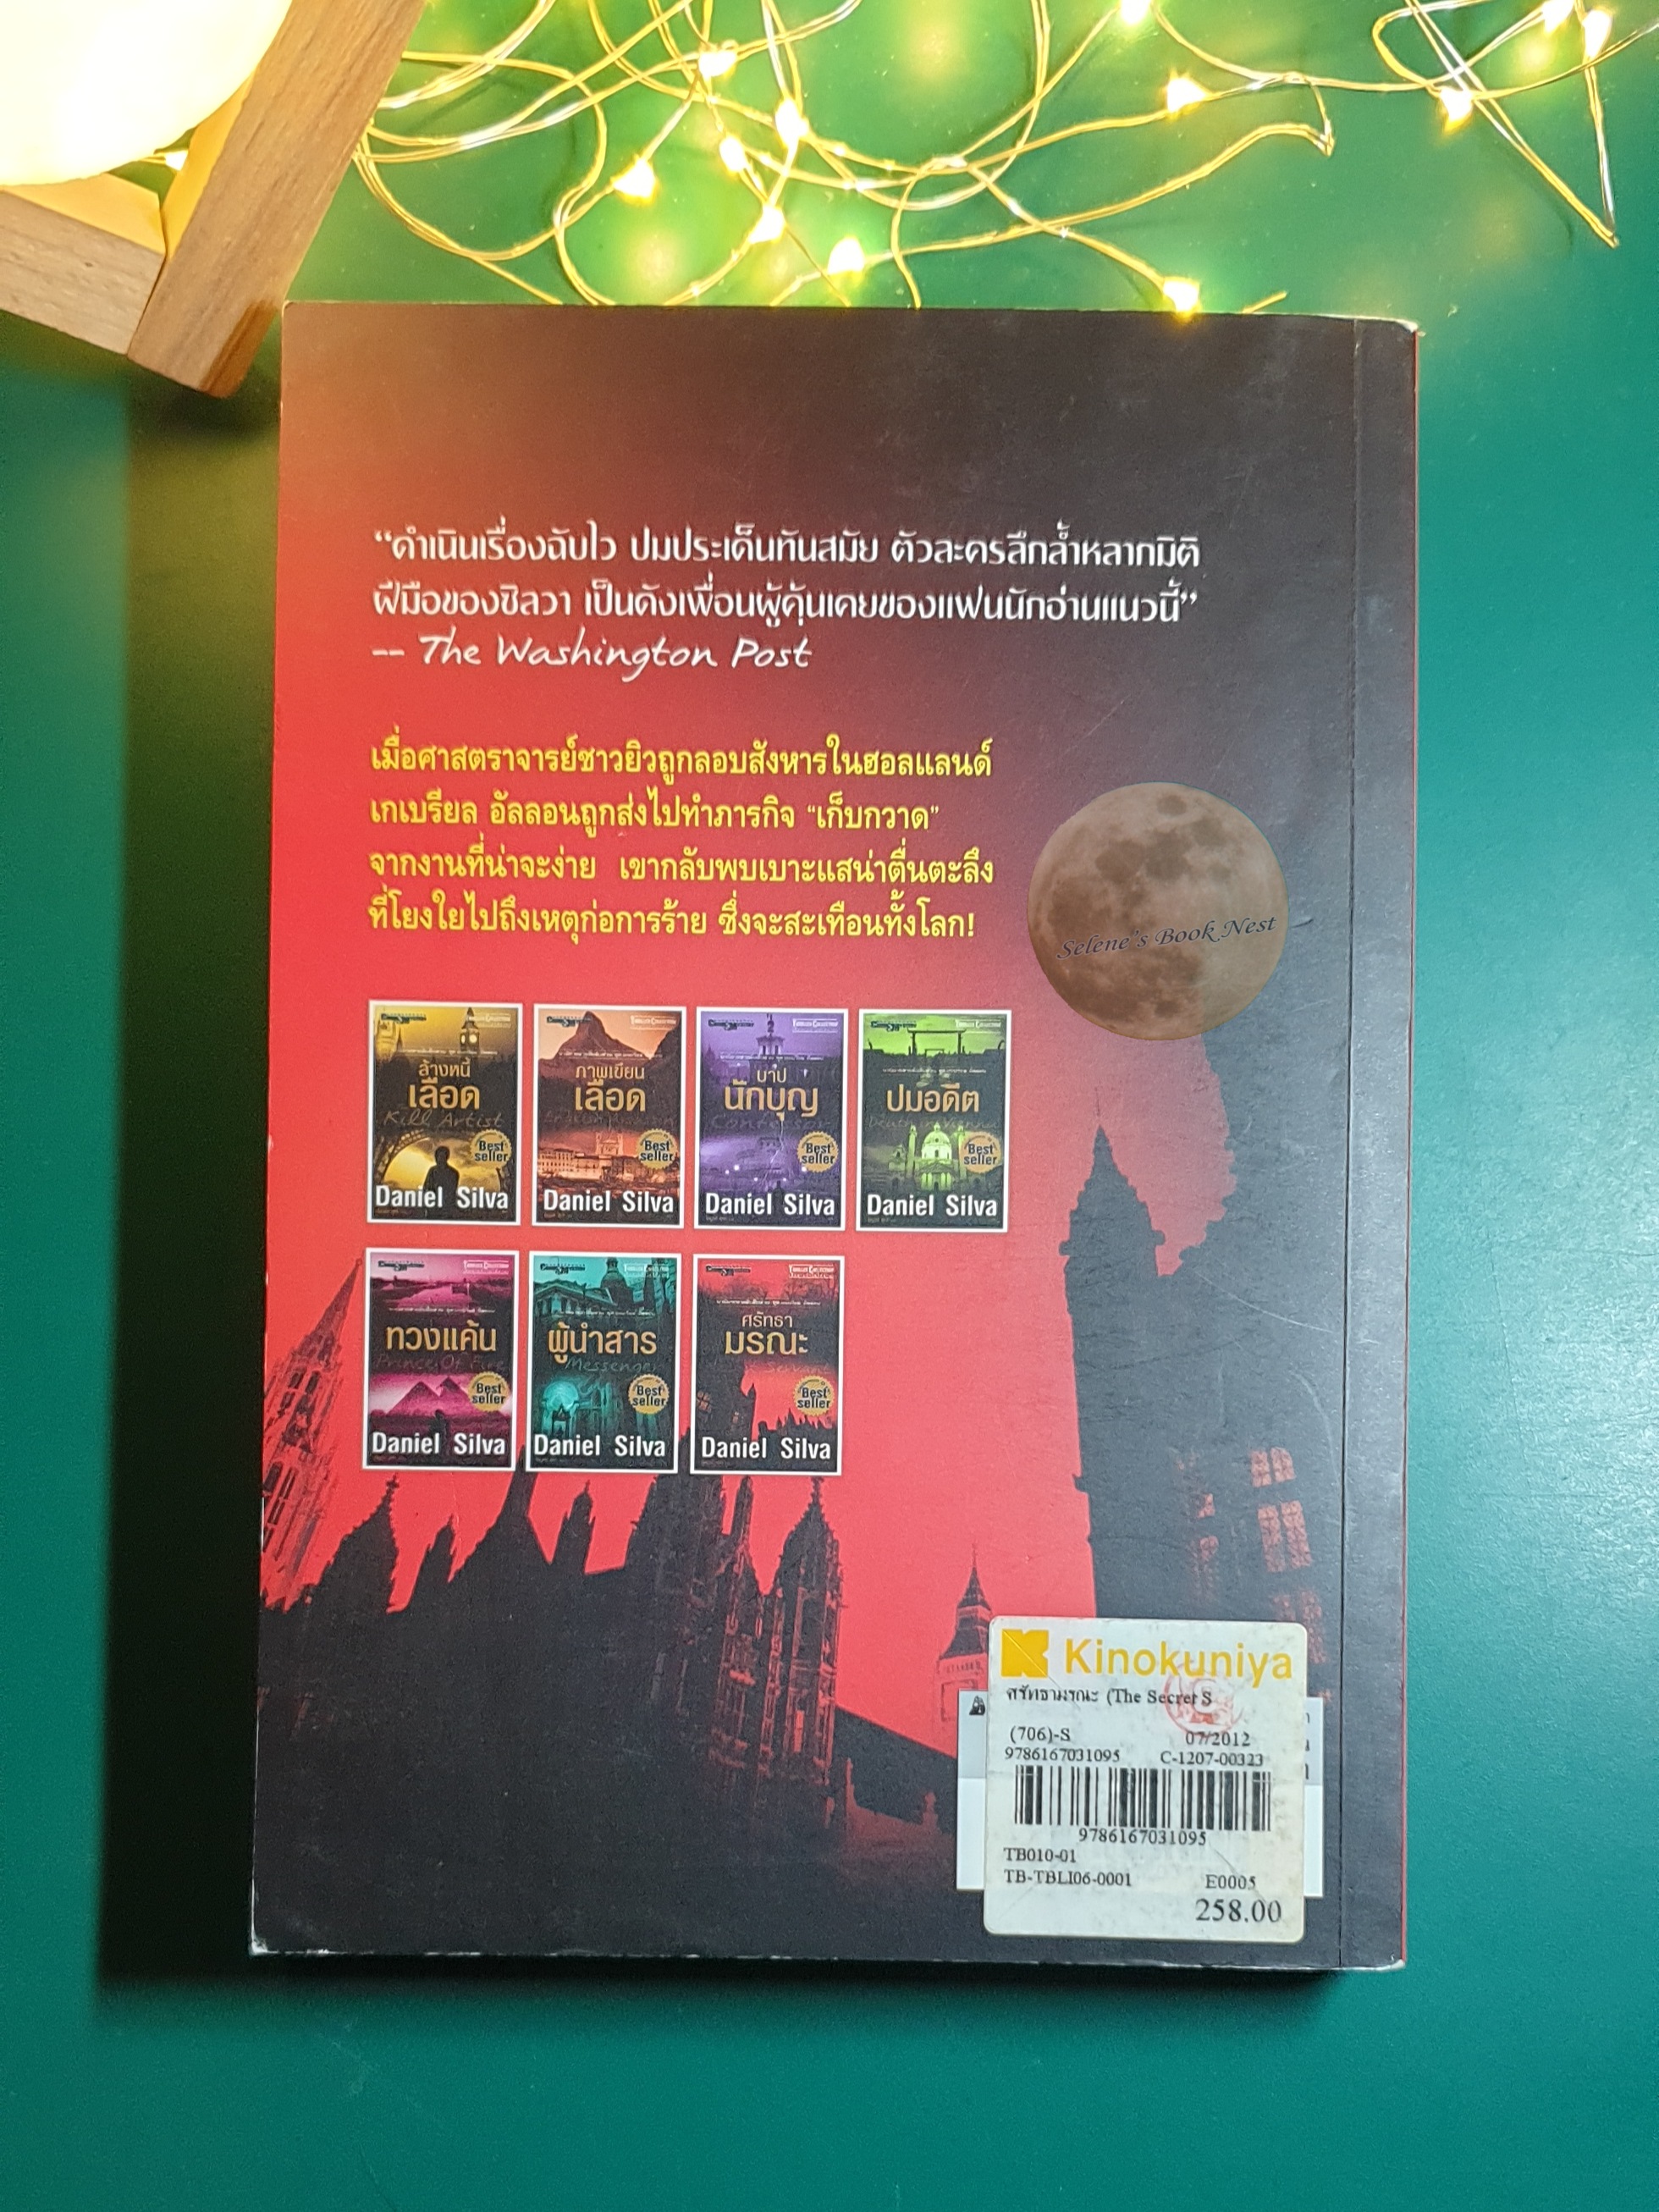 “ดำเนินเรื่องฉับไว ปมประเด็นทันสมัย ตัวละครลึกล้ำหลากมิติ
ฝีมือของซิลวา เป็นดังเพื่อนผู้คุ้นเคยของแฟนนักอ่านแนวนี้”
-- The Washington Post
เมื่อศาสตราจารย์ชาวยิวถูกลอบสังหารในฮอลแลนด์
เกเบรียล อัลลอนถูกส่งไปทำภารกิจ “เก็บกวาด”
จากงานที่น่าจะง่าย เขากลับพบเบาะแสน่าตื่นตะลึง
ที่โยงใยไปถึงเหตุก่อการร้าย ซึ่งจะสะเทือนทั้งโลก!
Selene's Book Nest
ล้างหนี้
เลือด
Kill Artist
Best seller
Daniel Silva
ภาพเขียน
เลือด
Best seller
Daniel Silva
บาป
นักบุญ
Confessor
Best seller
Daniel Silva
ปมอดีต
Best seller
Daniel Silva
ทวงแค้น
Prince Of Fire
Best seller
Daniel Silva
ผู้นำสาร
Messenger
Best seller
Daniel Silva
ศรัทธา
มรณะ
Best seller
Daniel Silva
Kinokuniya
ศรัทธามรณะ (The Secret S
(706)-S 07/2012
9786167031095 C-1207-00323
9786167031095
TB010-01
TB-TBLI06-0001 E0005
258.00